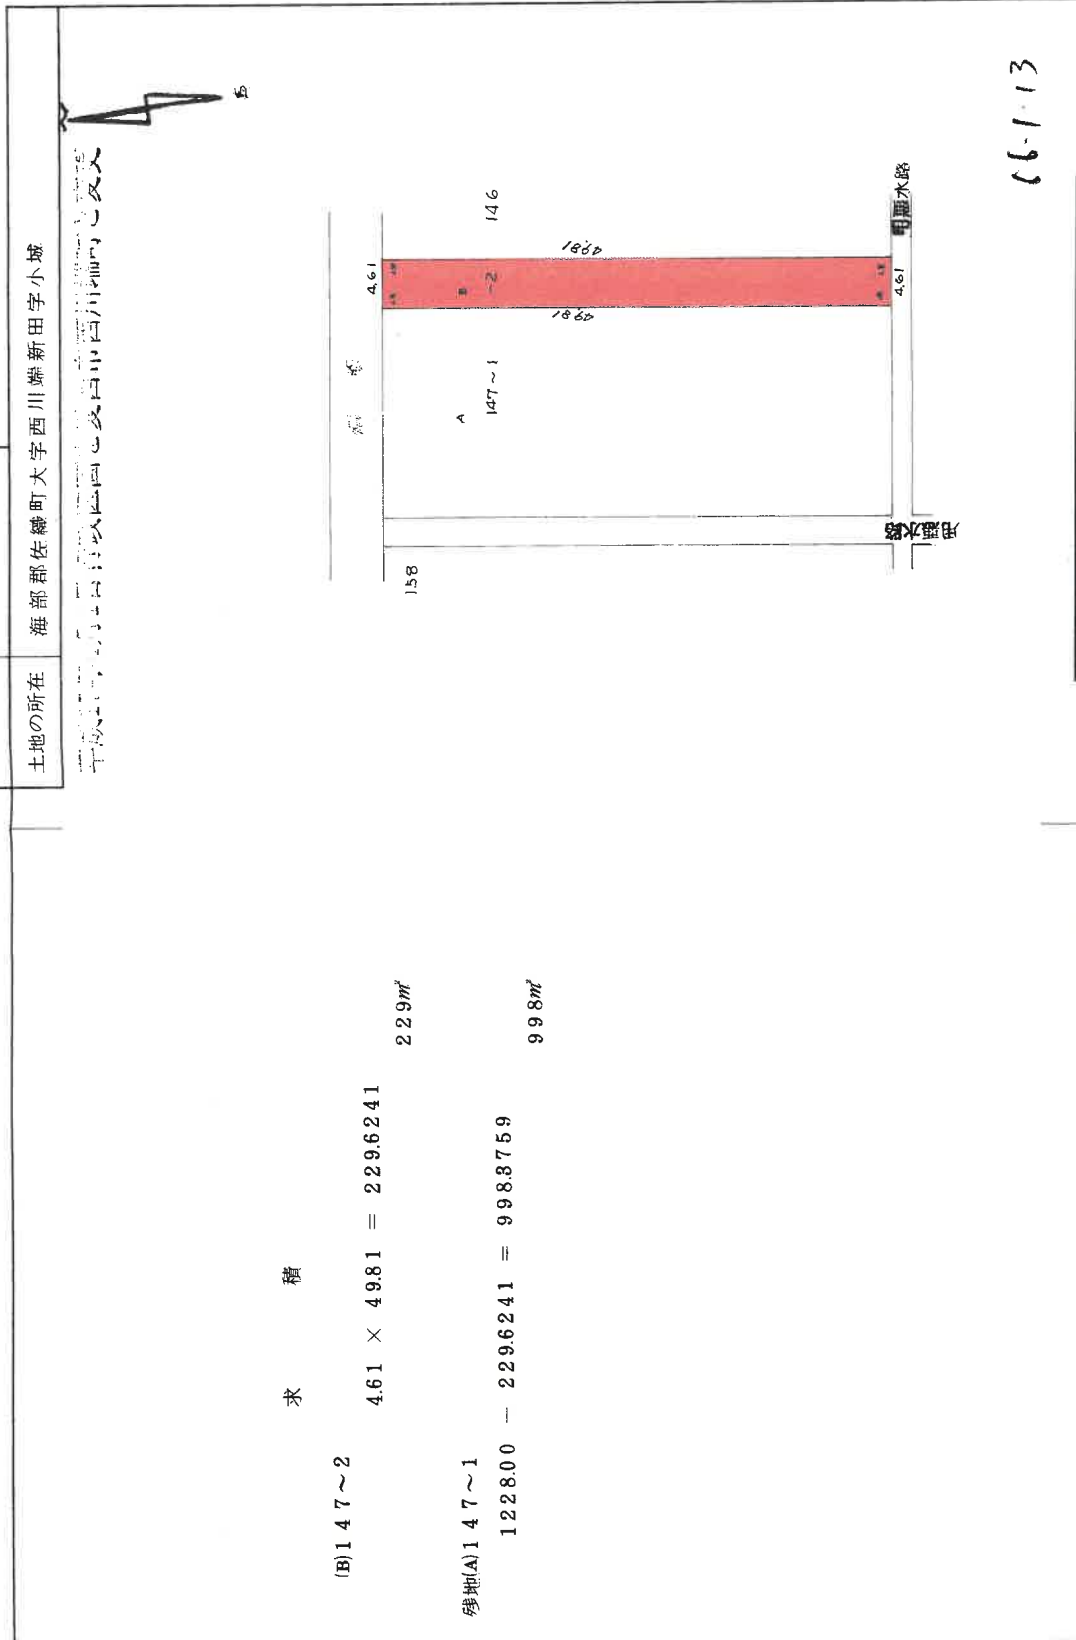 土地の所在 海部郡佐織町大字西川端新田字小城
求 積
(B)147～2
4.61 × 49.81 = 229.6241
229㎡
残地(A)147～1
1228.00 － 229.6241 = 998.3759
998㎡
4.61
146
B
-2
49.81
49.81
A
147～1
158
4.61
用悪水路
用悪水路